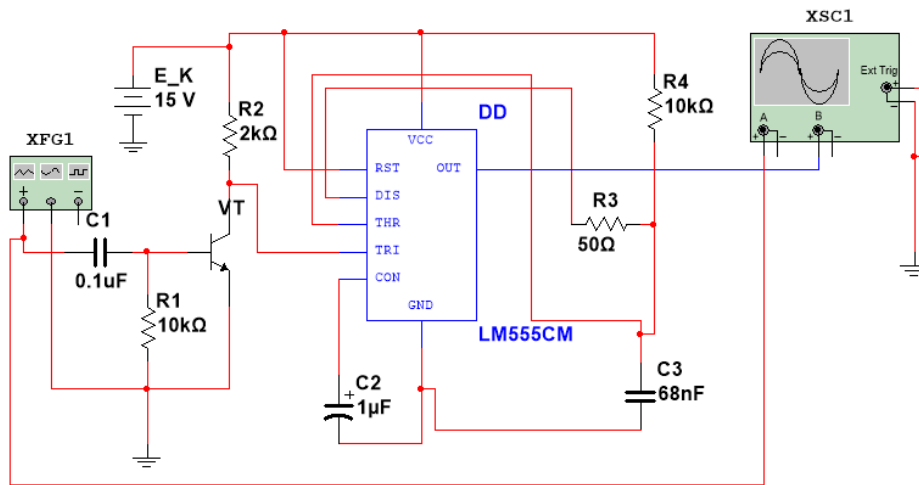 XSC1
Ext Trig
+
−
A
B
+ − + −
E_K
15 V
R2
2kΩ
R4
10kΩ
DD
VCC
RST
OUT
DIS
THR
TRI
CON
GND
LM555CM
XFG1
+ −
C1
0.1uF
VT
R1
10kΩ
R3
50Ω
C2
+
1µF
C3
68nF